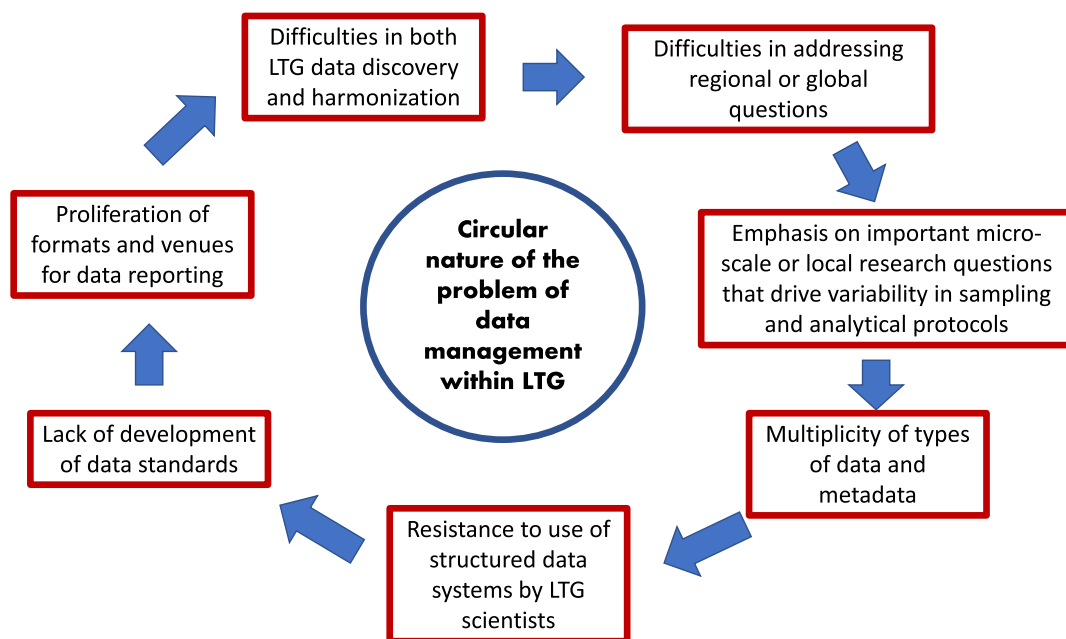 Difficulties in both
LTG data discovery
and harmonization
Difficulties in addressing
regional or global
questions
Emphasis on important micro-
scale or local research questions
that drive variability in sampling
and analytical protocols
Multiplicity of types
of data and
metadata
Resistance to use of
structured data
systems by LTG
scientists
Lack of development
of data standards
Proliferation of
formats and venues
for data reporting
Circular
nature of the
problem of
data
management
within LTG